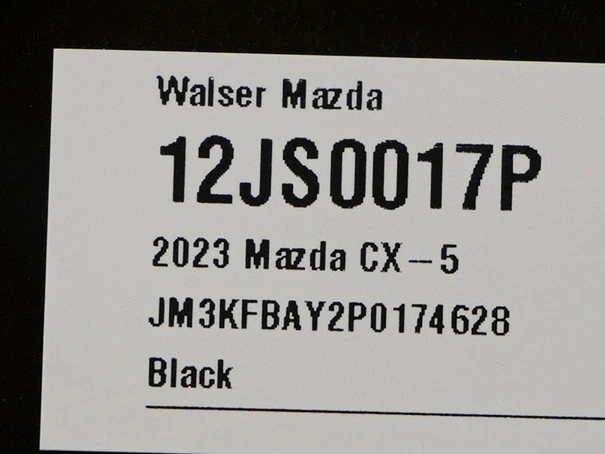 Walser Mazda
12JS0017P
2023 Mazda CX-5
JM3KFBAY2P0174628
Black